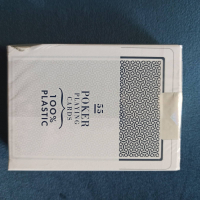 55
POKER
PLAYING
CARDS
100%
PLASTIC